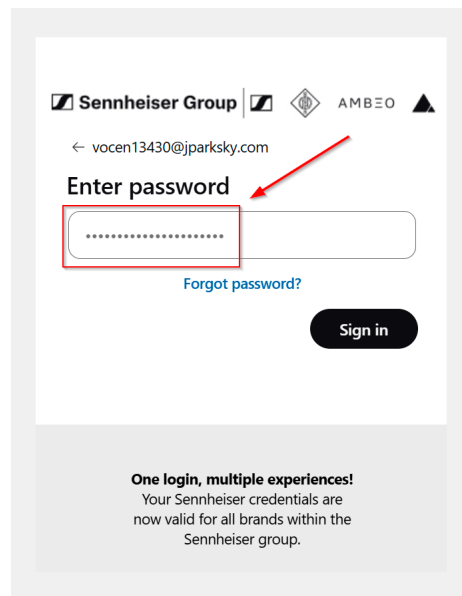 Sennheiser Group AMBEO
← vocen13430@jparksky.com
Enter password
••••••••••••••••••••••
Forgot password?
Sign in
One login, multiple experiences!
Your Sennheiser credentials are
now valid for all brands within the
Sennheiser group.